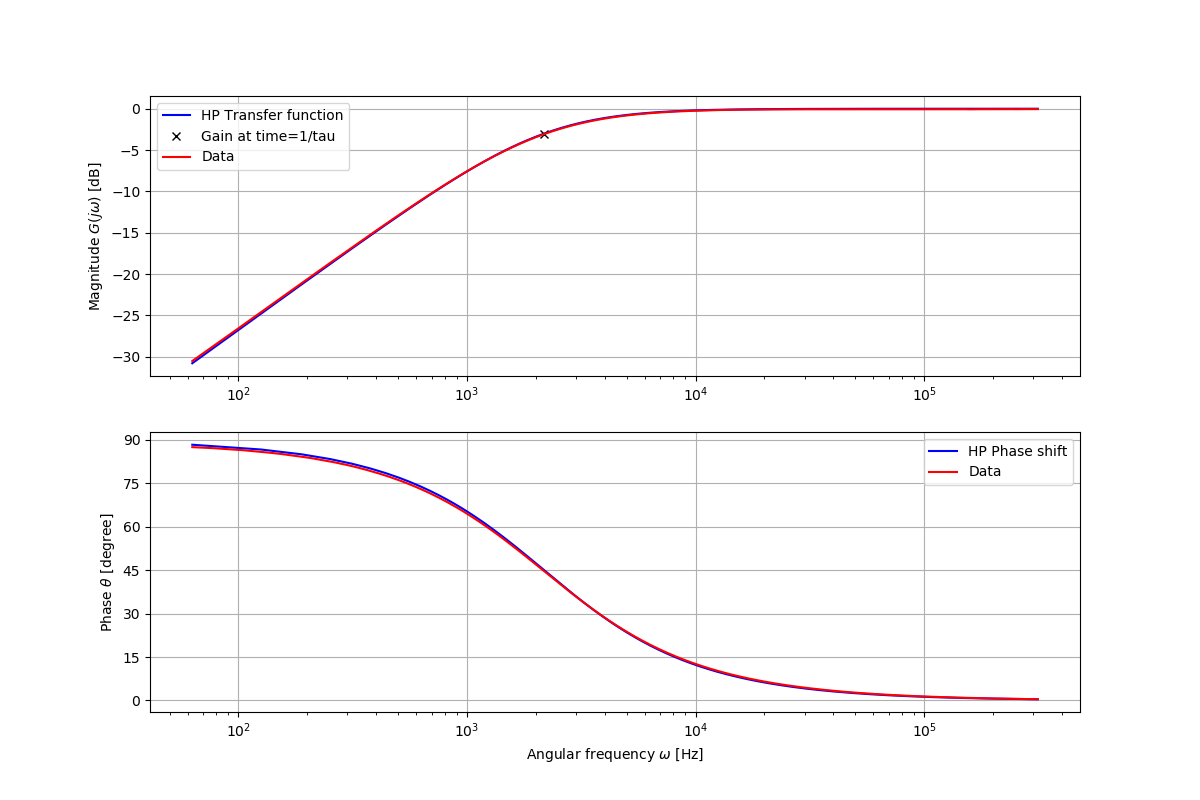 HP Transfer function
Gain at time=1/tau
Data
Magnitude G(jω) [dB]
0
−5
−10
−15
−20
−25
−30
10² 10³ 10⁴ 10⁵
HP Phase shift
Data
Phase θ [degree]
90
75
60
45
30
15
0
10² 10³ 10⁴ 10⁵
Angular frequency ω [Hz]